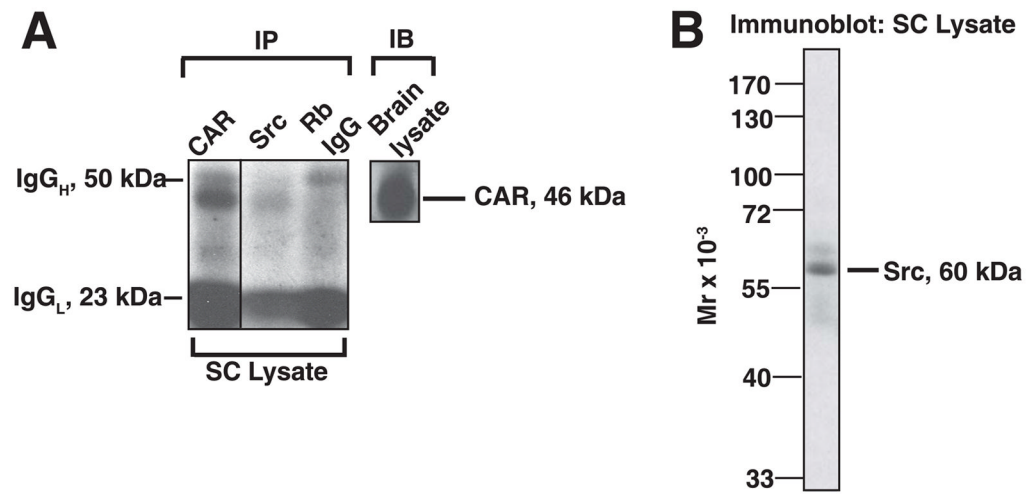 A
IP
IB
CAR
Src
Rb
IgG
Brain
lysate
IgGH, 50 kDa
CAR, 46 kDa
IgGL, 23 kDa
SC Lysate
B
Immunoblot: SC Lysate
170
130
100
72
55
40
33
Mr x 10-3
Src, 60 kDa